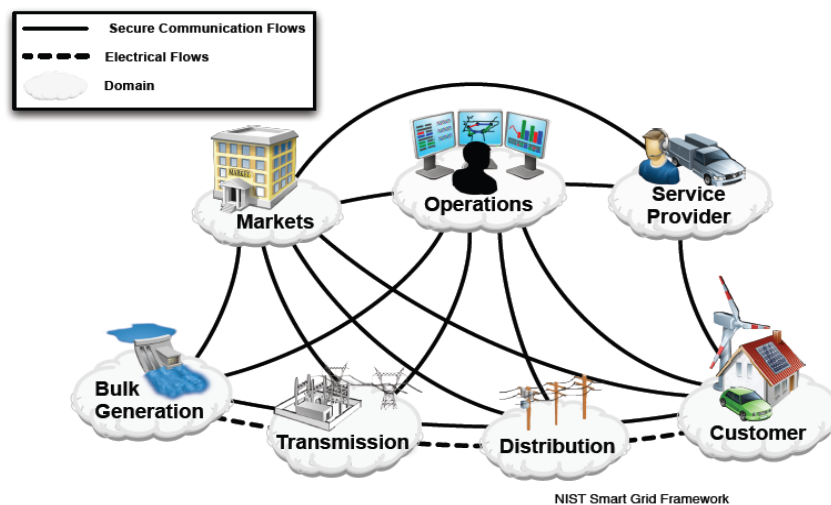 Secure Communication Flows
Electrical Flows
Domain
MARKET
Markets
Operations
Service
Provider
Bulk
Generation
Transmission
Distribution
Customer
NIST Smart Grid Framework